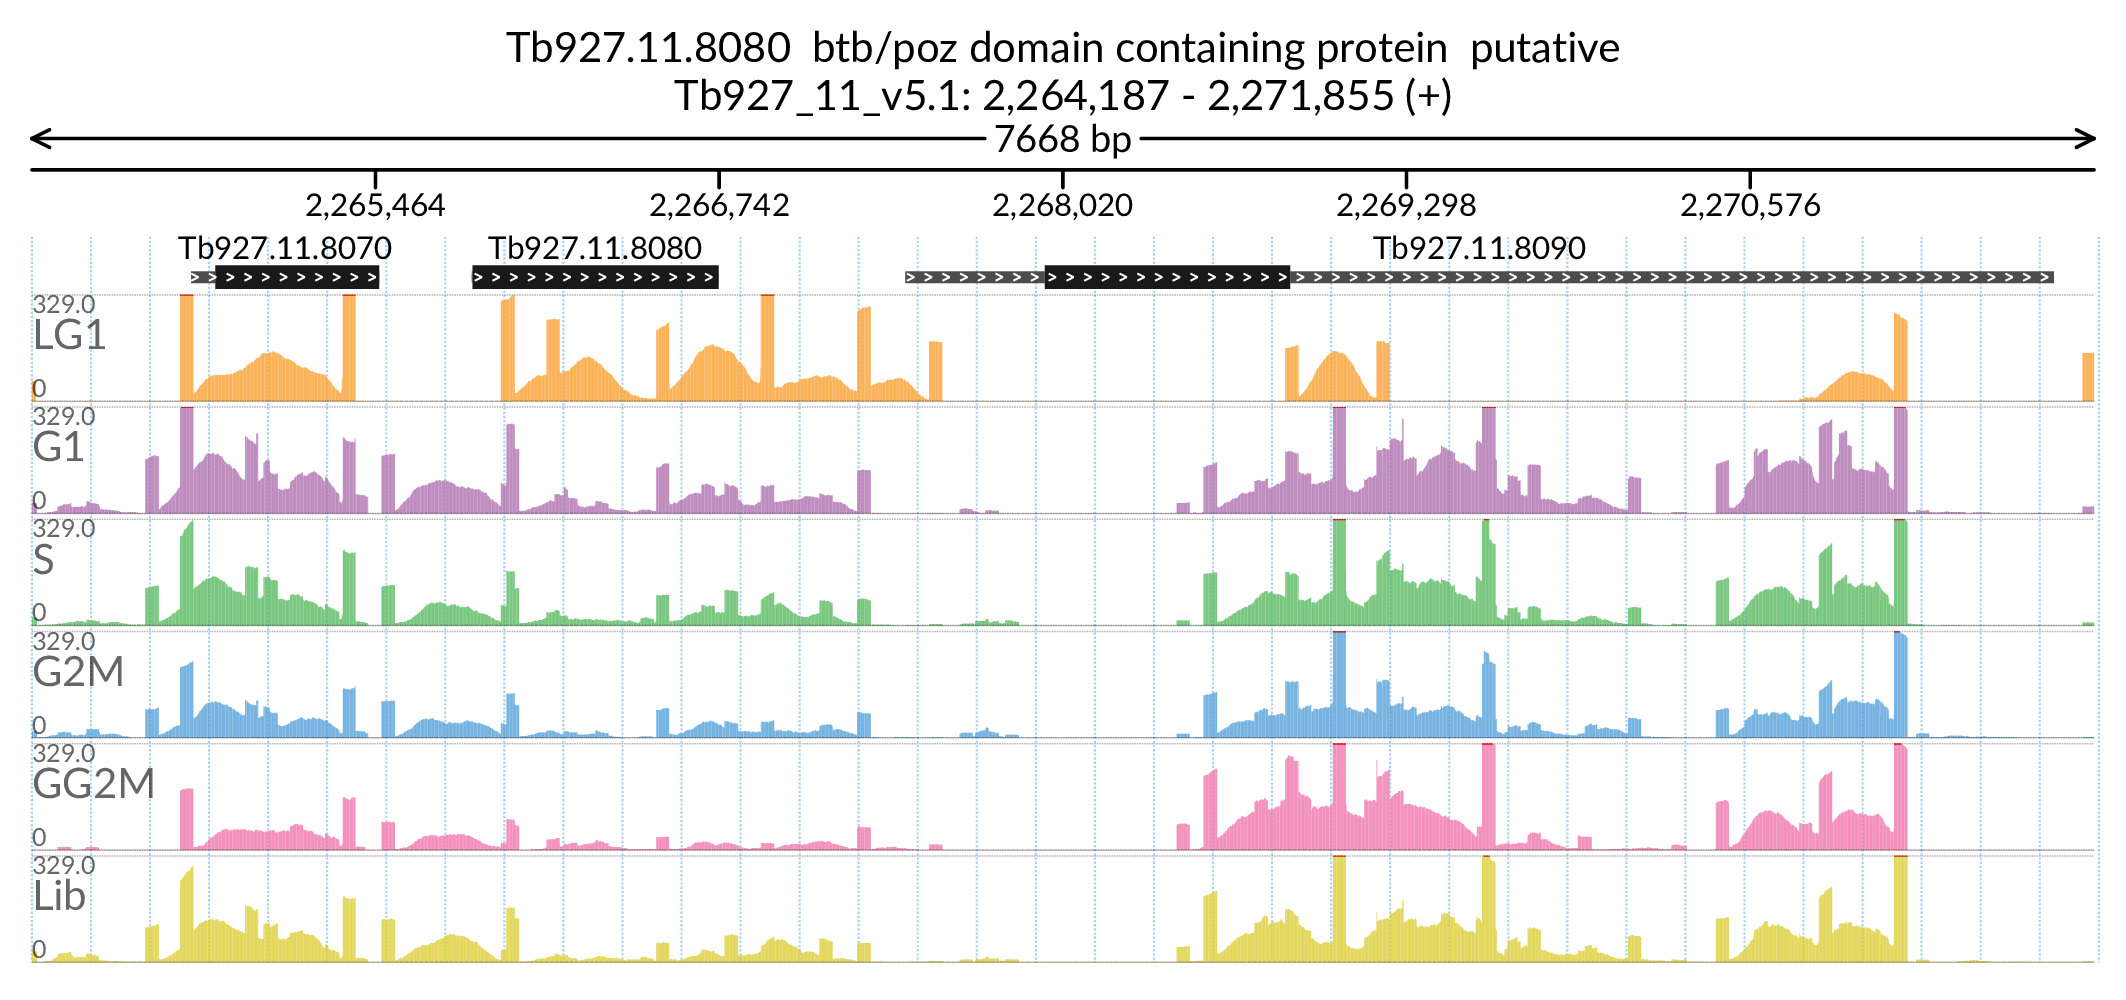 Tb927.11.8080  btb/poz domain containing protein  putative
Tb927_11_v5.1: 2,264,187 - 2,271,855 (+)
7668 bp
2,265,464 2,266,742 2,268,020 2,269,298 2,270,576
Tb927.11.8070 Tb927.11.8080 Tb927.11.8090
329.0
LG1
0
329.0
G1
0
329.0
S
0
329.0
G2M
0
329.0
GG2M
0
329.0
Lib
0